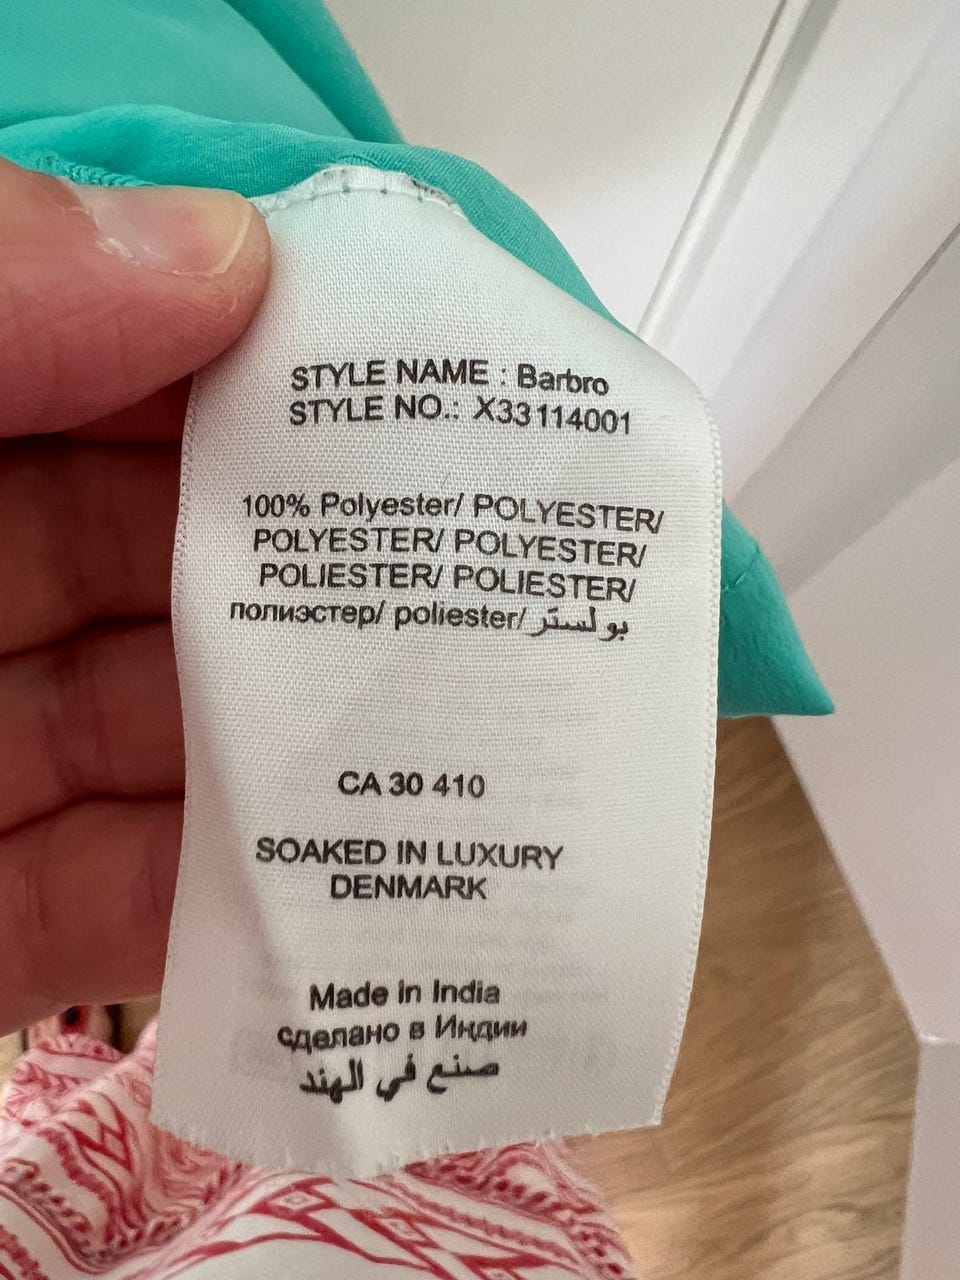 STYLE NAME : Barbro
STYLE NO.: X33114001
100% Polyester/ POLYESTER/
POLYESTER/ POLYESTER/
POLIESTER/ POLIESTER/
полиэстер/ poliester/ بولستر
CA 30 410
SOAKED IN LUXURY
DENMARK
Made in India
сделано в Индии
صنع في الهند